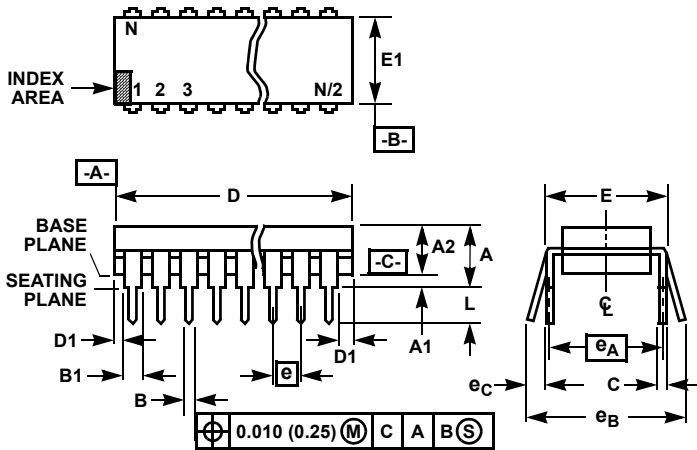 N
INDEX
AREA
1 2 3 N/2
E1
-B-
-A-
D
E
BASE
PLANE
A2
A
-C-
SEATING
PLANE
L
C
L
D1
A1
D1
eA
B1
e
eC
C
B
eB
⌖ 0.010 (0.25) Ⓜ C A B Ⓢ